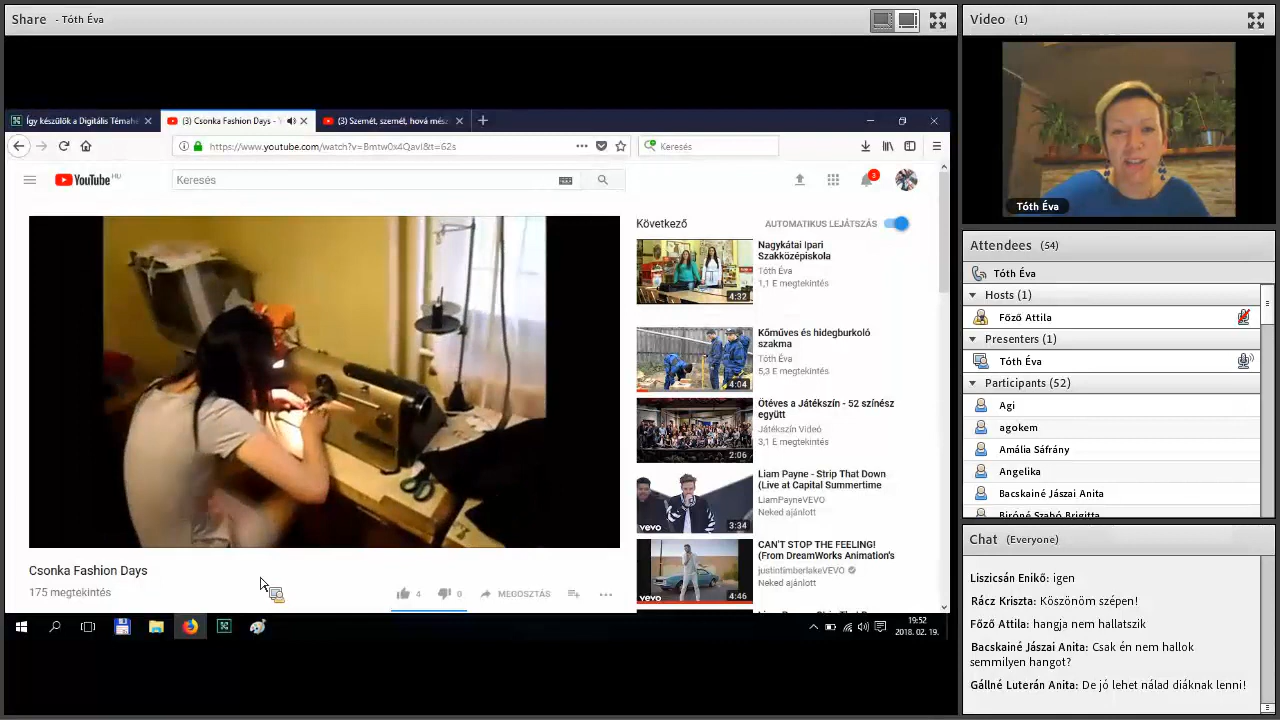 Share - Tóth Éva
Így készülök a Digitális Témahé
(3) Csonka Fashion Days - Y
(3) Szemét, szemét, hová mész
https://www.youtube.com/watch?v=Bmtw0x4QavI&t=62s
Keresés
YouTube HU
Keresés
3
Következő
AUTOMATIKUS LEJÁTSZÁS
Nagykátai Ipari
Szakközépiskola
Tóth Éva
1,1 E megtekintés
4:32
Kőműves és hidegburkoló
szakma
Tóth Éva
5,3 E megtekintés
4:04
Ötéves a Játékszín - 52 színész
együtt
Játékszín Videó
3,1 E megtekintés
2:06
Liam Payne - Strip That Down
(Live at Capital Summertime
LiamPayneVEVO
Neked ajánlott
vevo
3:34
CAN'T STOP THE FEELING!
(From DreamWorks Animation's
justintimberlakeVEVO
Neked ajánlott
vevo
4:46
Csonka Fashion Days
175 megtekintés
4
0
MEGOSZTÁS
19:52
2018. 02. 19.
Video (1)
Tóth Éva
Attendees (54)
Tóth Éva
Hosts (1)
Főző Attila
Presenters (1)
Tóth Éva
Participants (52)
Agi
agokem
Amália Sáfrány
Angelika
Bacskainé Jászai Anita
Bíróné Szabó Brigitta
Chat (Everyone)
Liszicsán Enikő: igen
Rácz Kriszta: Köszönöm szépen!
Főző Attila: hangja nem hallatszik
Bacskainé Jászai Anita: Csak én nem hallok
semmilyen hangot?
Gállné Luterán Anita: De jó lehet nálad diáknak lenni!